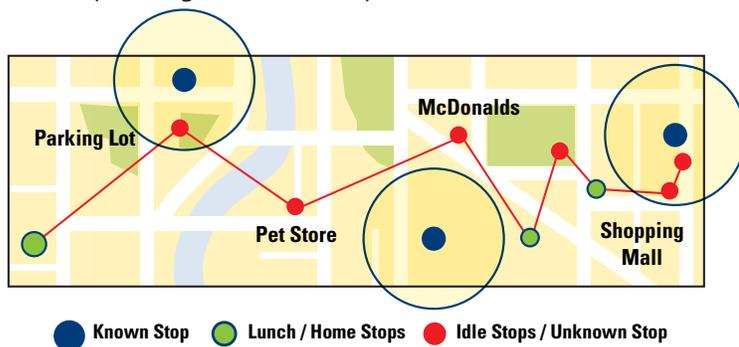 McDonalds
Parking Lot
Pet Store
Shopping
Mall
Known Stop
Lunch / Home Stops
Idle Stops / Unknown Stop